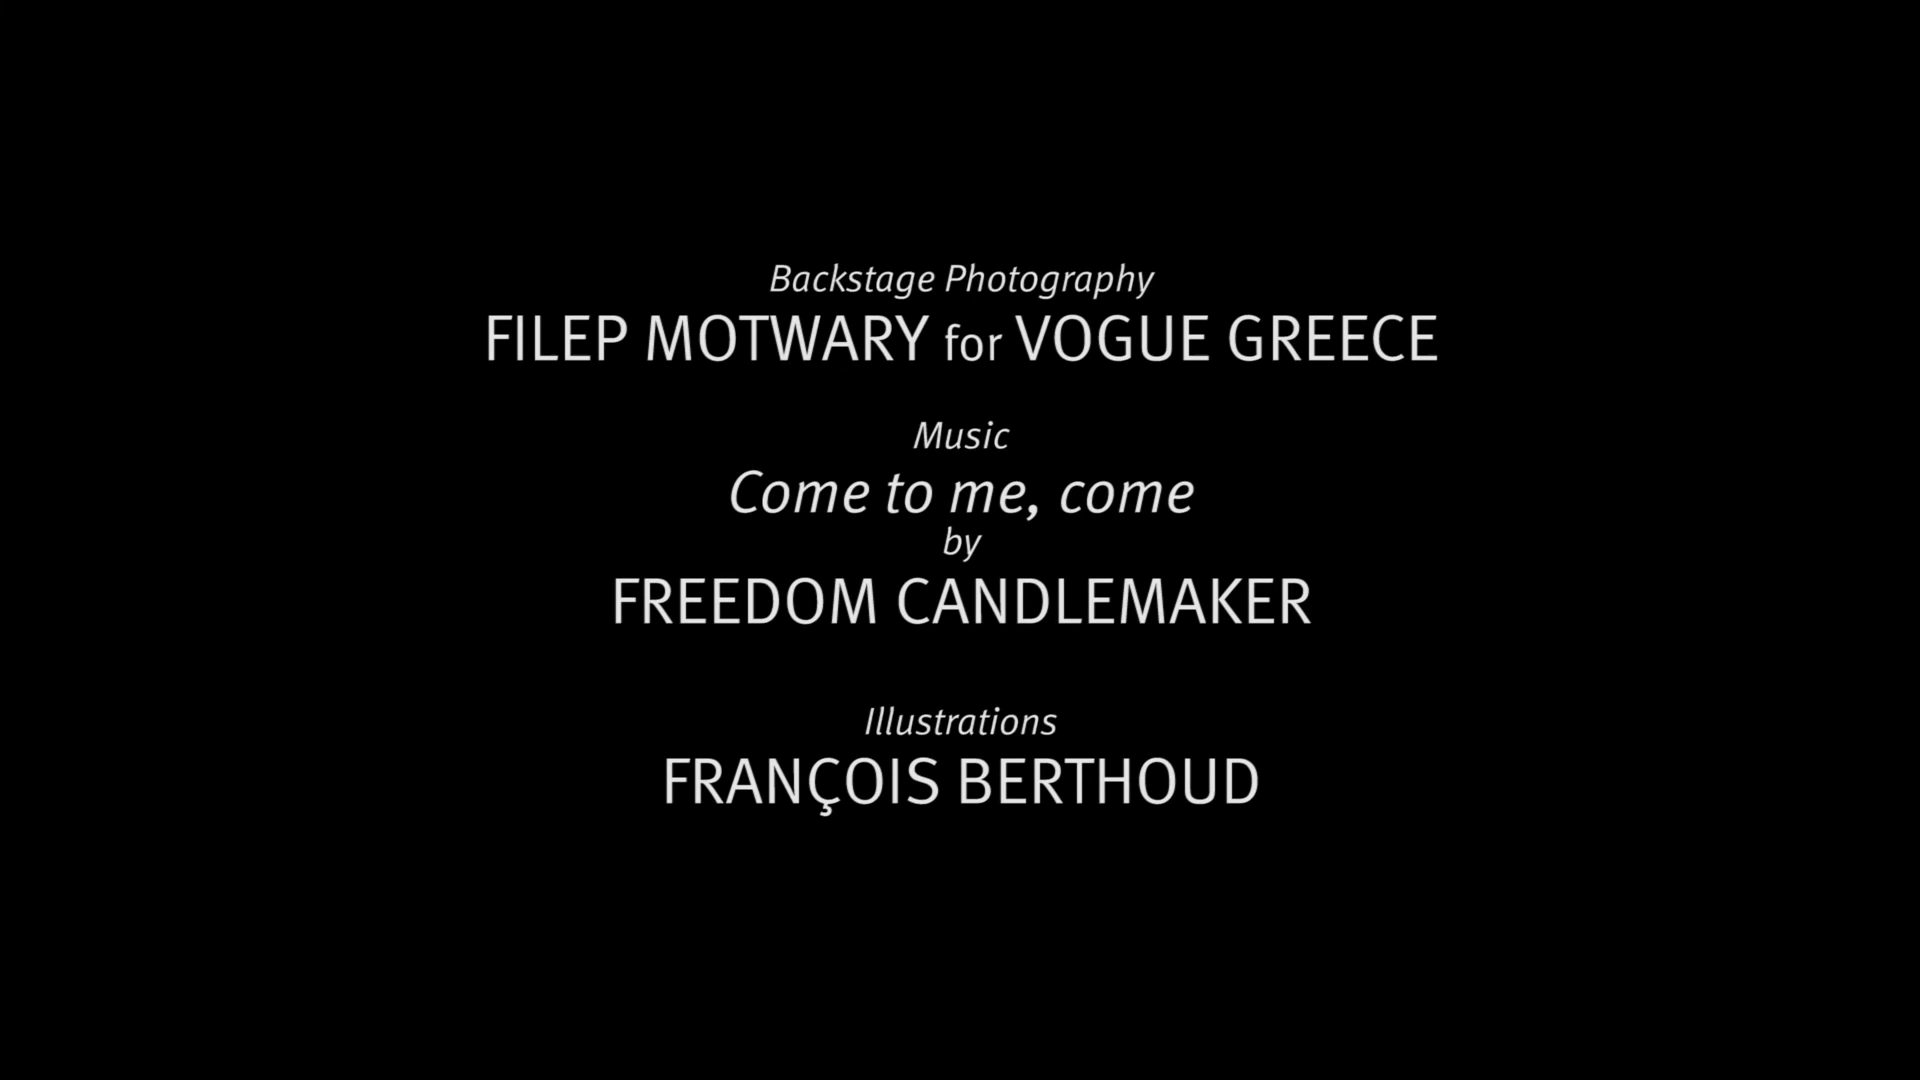 Backstage Photography
FILEP MOTWARY for VOGUE GREECE
Music
Come to me, come
by
FREEDOM CANDLEMAKER
Illustrations
FRANÇOIS BERTHOUD